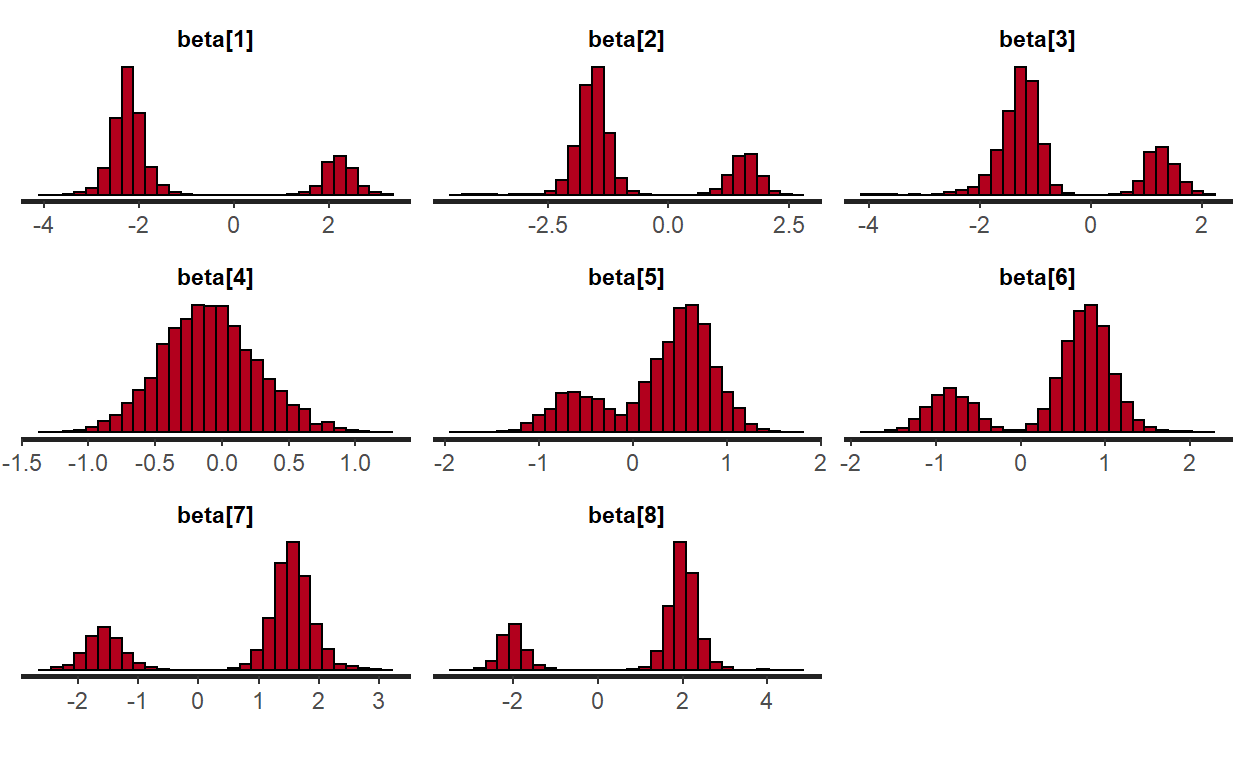 beta[1] beta[2] beta[3]
-4 -2 0 2 -2.5 0.0 2.5 -4 -2 0 2
beta[4] beta[5] beta[6]
-1.5 -1.0 -0.5 0.0 0.5 1.0 -2 -1 0 1 2 -2 -1 0 1 2
beta[7] beta[8]
-2 -1 0 1 2 3 -2 0 2 4